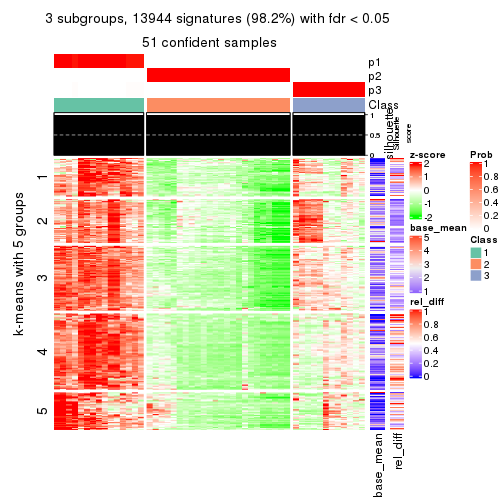 3 subgroups, 13944 signatures (98.2%) with fdr < 0.05
51 confident samples
p1
p2
p3
Class
1
0.5
0
silhouette
Silhouette
score
k-means with 5 groups
1
2
3
4
5
base_mean
rel_diff
z-score
2
1
0
-1
-2
base_mean
5
4
3
2
1
rel_diff
1
0.8
0.6
0.4
0.2
0
Prob
1
0.8
0.6
0.4
0.2
0
Class
1
2
3